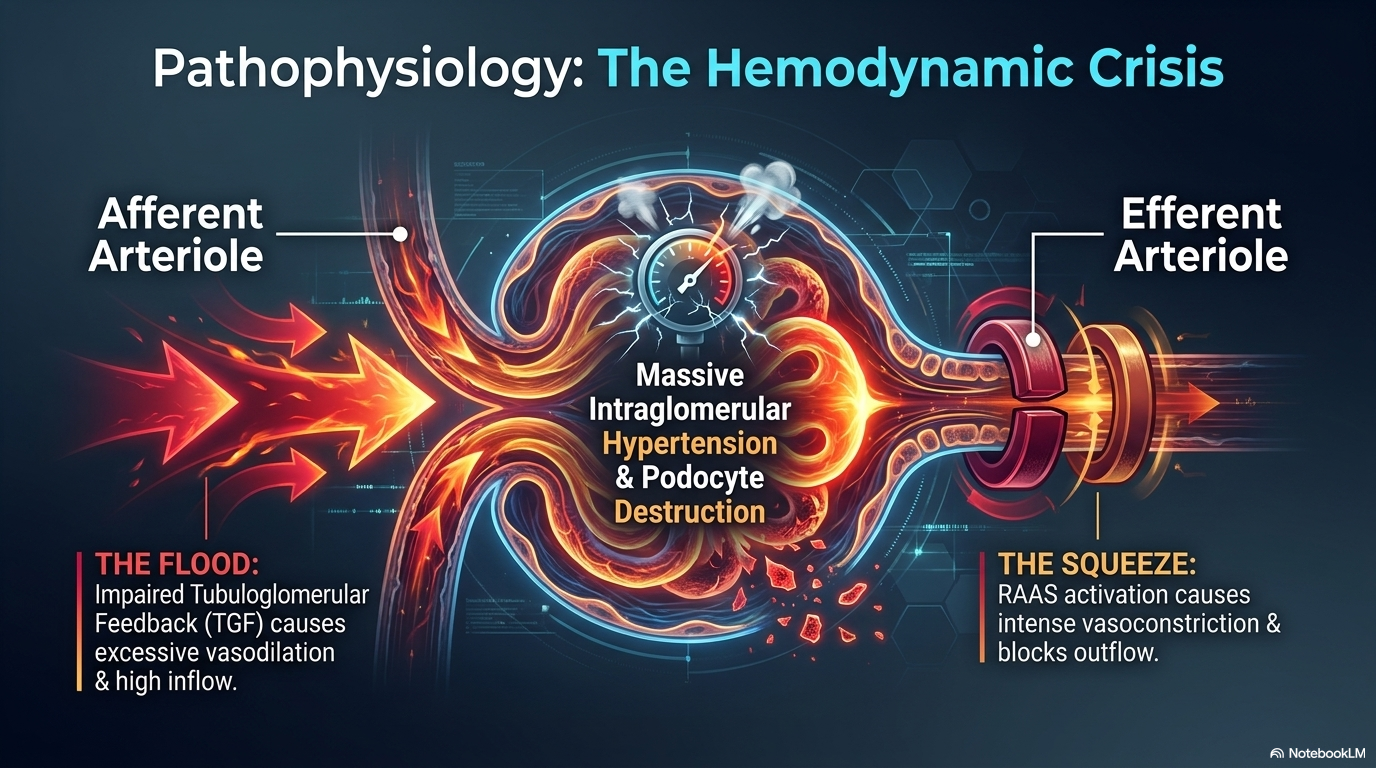 Pathophysiology: The Hemodynamic Crisis
Afferent
Arteriole
Efferent
Arteriole
Massive
Intraglomerular
Hypertension
& Podocyte
Destruction
THE FLOOD:
Impaired Tubuloglomerular
Feedback (TGF) causes
excessive vasodilation
& high inflow.
THE SQUEEZE:
RAAS activation causes
intense vasoconstriction &
blocks outflow.
NotebookLM